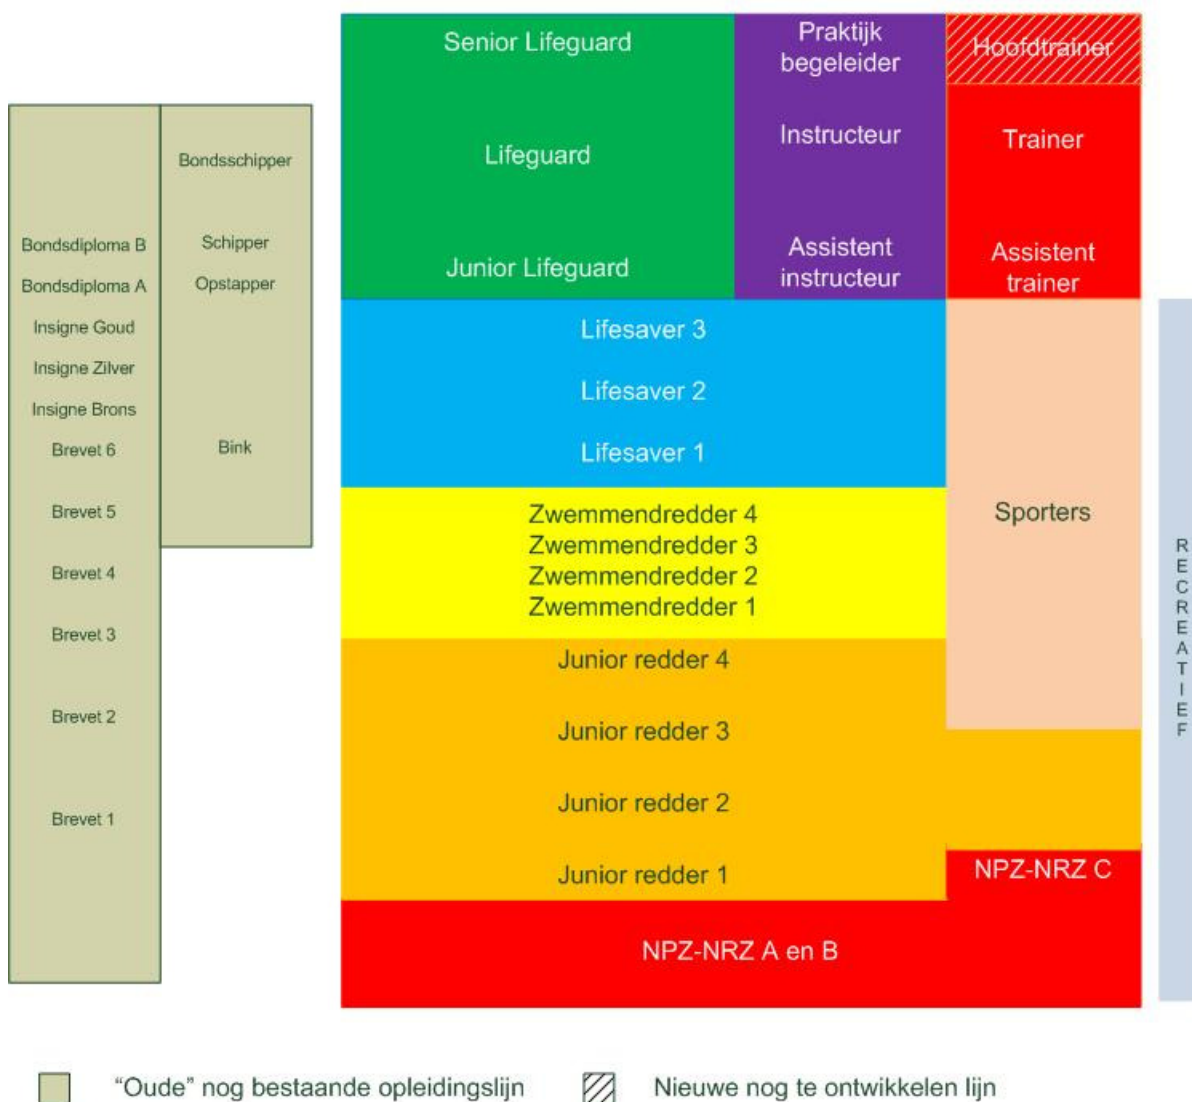 Bondsdiploma B
Bondsdiploma A
Insigne Goud
Insigne Zilver
Insigne Brons
Brevet 6
Brevet 5
Brevet 4
Brevet 3
Brevet 2
Brevet 1
Bondsschipper
Schipper
Opstapper
Bink
Senior Lifeguard
Lifeguard
Junior Lifeguard
Praktijk
begeleider
Instructeur
Assistent
instructeur
Hoofdtrainer
Trainer
Assistent
trainer
Lifesaver 3
Lifesaver 2
Lifesaver 1
Zwemmendredder 4
Zwemmendredder 3
Zwemmendredder 2
Zwemmendredder 1
Junior redder 4
Junior redder 3
Junior redder 2
Junior redder 1
Sporters
NPZ-NRZ C
NPZ-NRZ A en B
RECREATIEF
“Oude” nog bestaande opleidingslijn
Nieuwe nog te ontwikkelen lijn